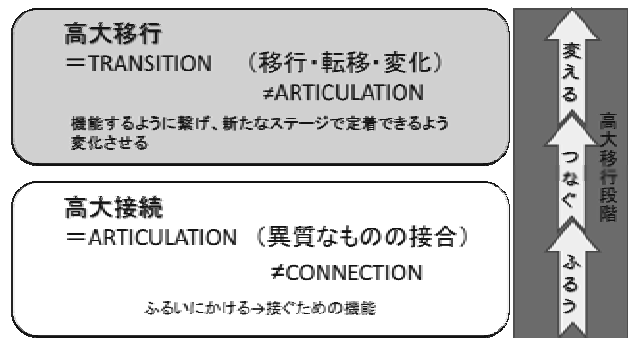 高大移行
＝TRANSITION　（移行・転移・変化）
≠ARTICULATION
機能するように繋げ、新たなステージで定着できるよう
変化させる
高大接続
＝ARTICULATION （異質なものの接合）
≠CONNECTION
ふるいにかける→接ぐための機能
変える
つなぐ
ふるう
高大移行段階